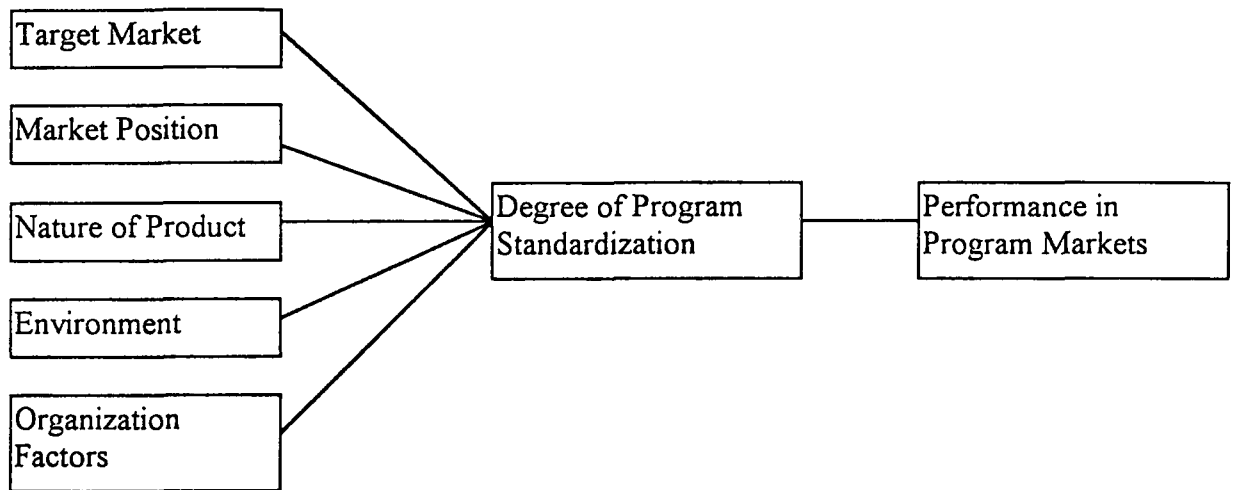 Target Market
Market Position
Nature of Product
Environment
Organization
Factors
Degree of Program
Standardization
Performance in
Program Markets